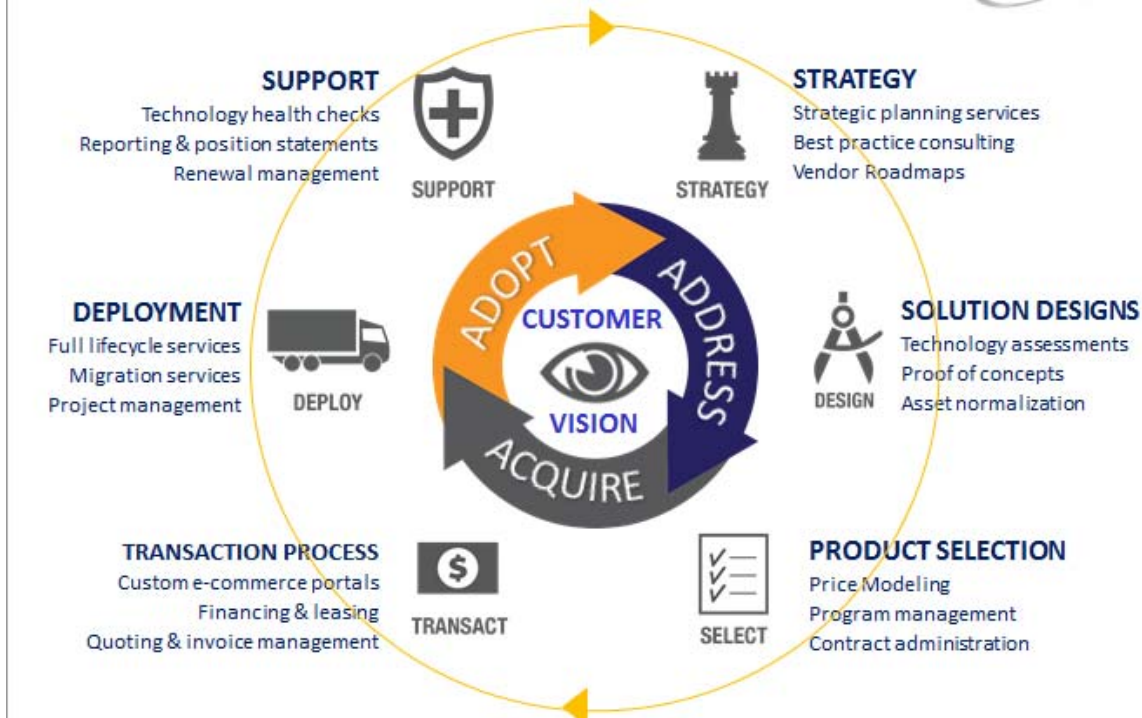 SUPPORT
Technology health checks
Reporting & position statements
Renewal management
SUPPORT
STRATEGY
Strategic planning services
Best practice consulting
Vendor Roadmaps
STRATEGY
DEPLOYMENT
Full lifecycle services
Migration services
Project management
DEPLOY
ADOPT
ADDRESS
ACQUIRE
CUSTOMER
VISION
SOLUTION DESIGNS
Technology assessments
Proof of concepts
Asset normalization
DESIGN
TRANSACTION PROCESS
Custom e-commerce portals
Financing & leasing
Quoting & invoice management
$
TRANSACT
PRODUCT SELECTION
Price Modeling
Program management
Contract administration
SELECT